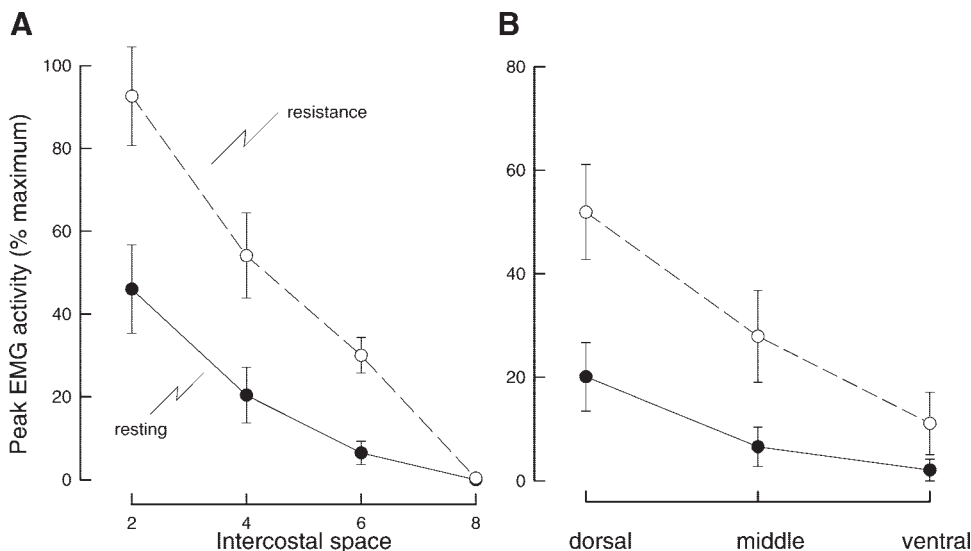 A
B
Peak EMG activity (% maximum)
100
80
60
40
20
0
resistance
resting
2 4 6 8
Intercostal space
80
60
40
20
0
dorsal middle ventral